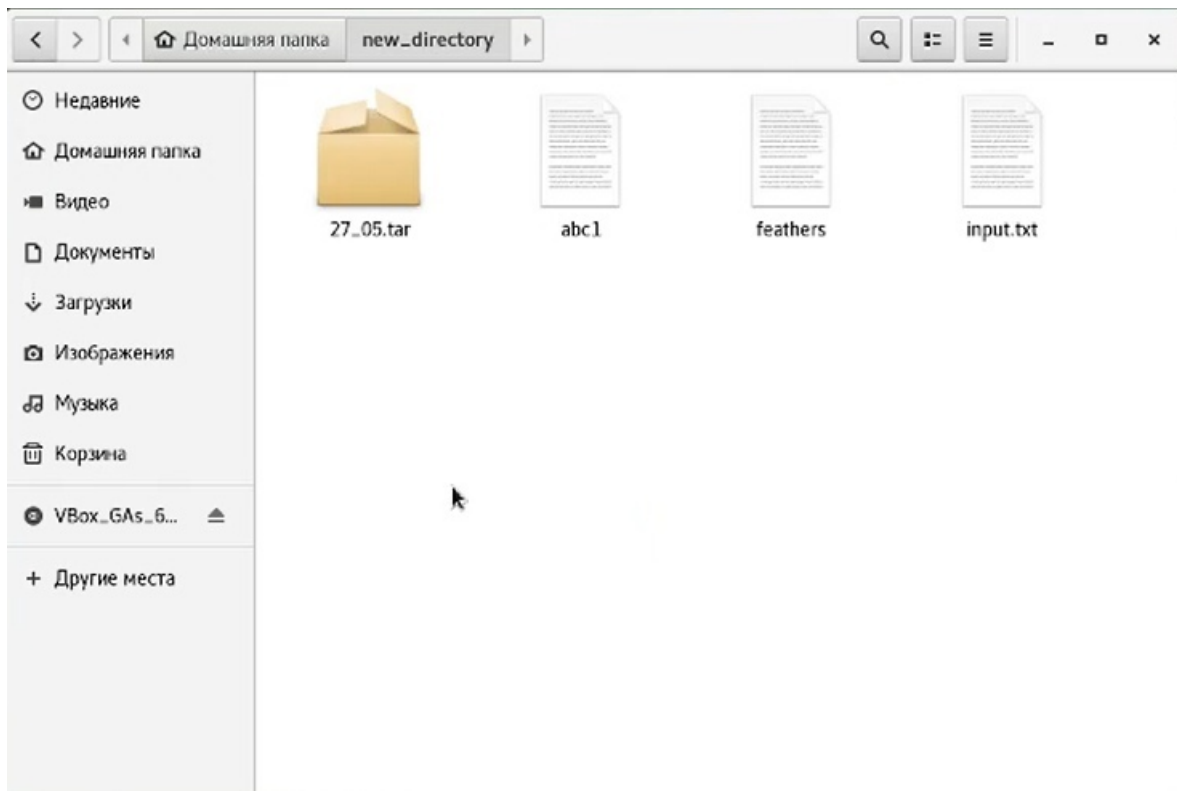 Домашняя папка new_directory
Недавние
Домашняя папка
Видео
Документы
Загрузки
Изображения
Музыка
Корзина
VBox_GAs_6...
Другие места
27_05.tar abc1 feathers input.txt